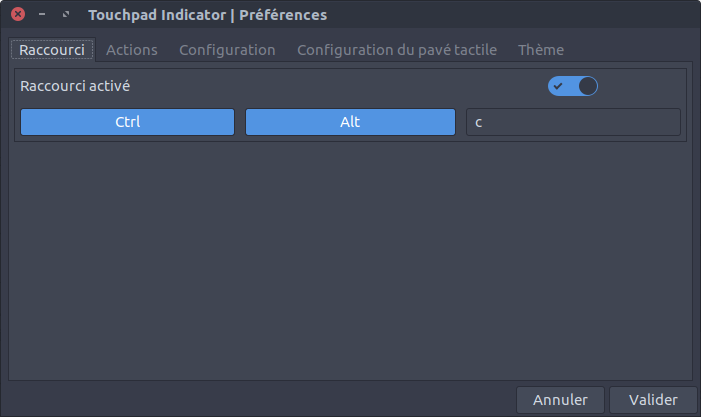 Touchpad Indicator | Préférences
Raccourci Actions Configuration Configuration du pavé tactile Thème
Raccourci activé
Ctrl Alt c
Annuler Valider